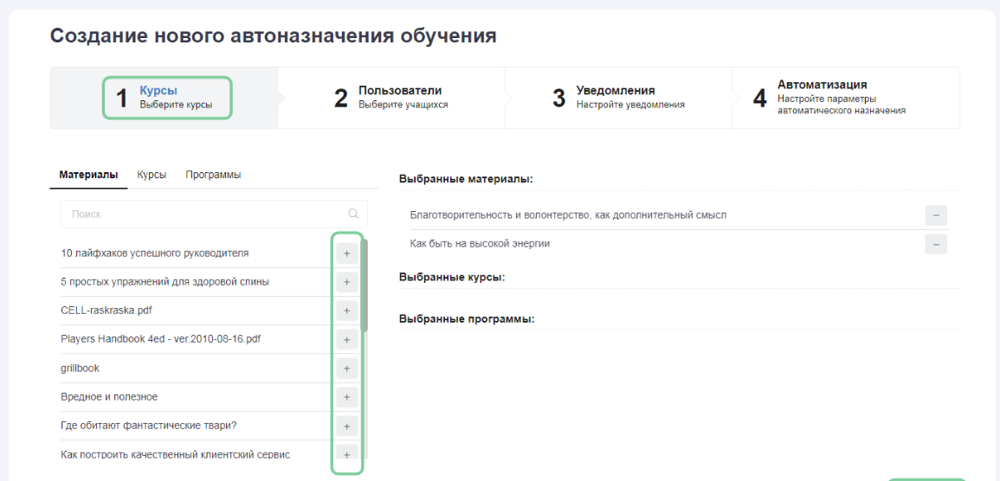 Создание нового автоназначения обучения
1 Курсы
Выберите курсы
2 Пользователи
Выберите учащихся
3 Уведомления
Настройте уведомления
4 Автоматизация
Настройте параметры
автоматического назначения
Материалы Курсы Программы
Поиск
10 лайфхаков успешного руководителя +
5 простых упражнений для здоровой спины +
CELL-raskraska.pdf +
Players Handbook 4ed - ver.2010-08-16.pdf +
grillbook +
Вредное и полезное +
Где обитают фантастические твари? +
Как построить качественный клиентский сервис +
Выбранные материалы:
Благотворительность и волонтерство, как дополнительный смысл −
Как быть на высокой энергии −
Выбранные курсы:
Выбранные программы: